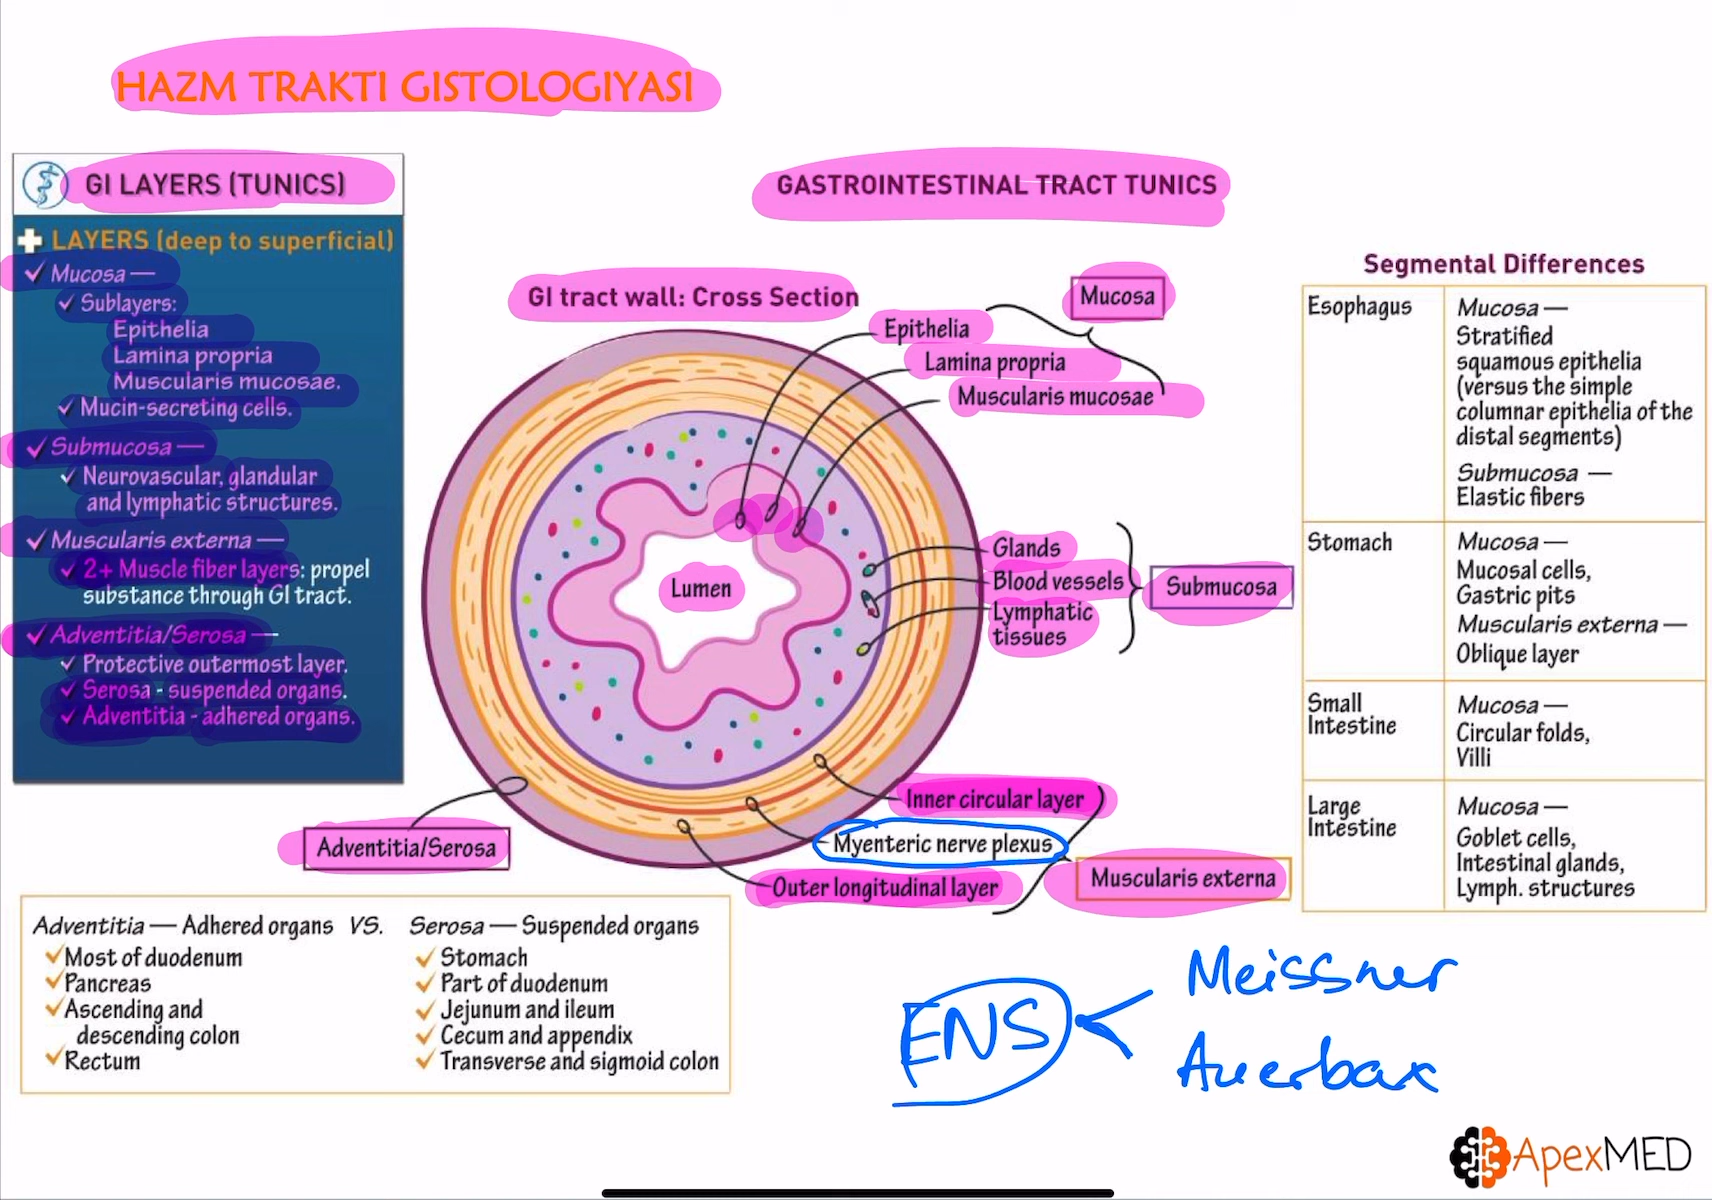 HAZM TRAKTI GISTOLOGIYASI
GI LAYERS (TUNICS)
LAYERS (deep to superficial)
Mucosa —
Sublayers:
Epithelia
Lamina propria
Muscularis mucosae.
Mucin-secreting cells.
Submucosa —
Neurovascular, glandular
and lymphatic structures.
Muscularis externa —
2+ Muscle fiber layers: propel
substance through GI tract.
Adventitia/Serosa —
Protective outermost layer.
Serosa - suspended organs.
Adventitia - adhered organs.
GASTROINTESTINAL TRACT TUNICS
GI tract wall: Cross Section
Mucosa
Epithelia
Lamina propria
Muscularis mucosae
Lumen
Glands
Blood vessels
Lymphatic
tissues
Submucosa
Inner circular layer
Myenteric nerve plexus
Outer longitudinal layer
Muscularis externa
Adventitia/Serosa
Segmental Differences
Esophagus
Mucosa —
Stratified
squamous epithelia
(versus the simple
columnar epithelia of the
distal segments)
Submucosa —
Elastic fibers
Stomach
Mucosa —
Mucosal cells,
Gastric pits
Muscularis externa —
Oblique layer
Small
Intestine
Mucosa —
Circular folds,
Villi
Large
Intestine
Mucosa —
Goblet cells,
Intestinal glands,
Lymph. structures
Adventitia — Adhered organs VS. Serosa — Suspended organs
Most of duodenum
Pancreas
Ascending and
descending colon
Rectum
Stomach
Part of duodenum
Jejunum and ileum
Cecum and appendix
Transverse and sigmoid colon
ENS
Meissner
Auerbax
ApexMED